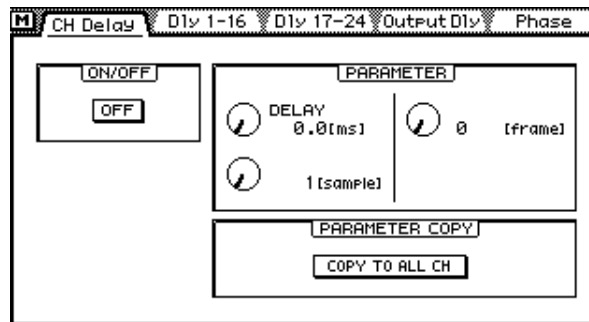 M CH Delay Dly 1-16 Dly 17-24 Output Dly Phase
ON/OFF
OFF
PARAMETER
DELAY
0.0[ms]
0 [frame]
1[sample]
PARAMETER COPY
COPY TO ALL CH